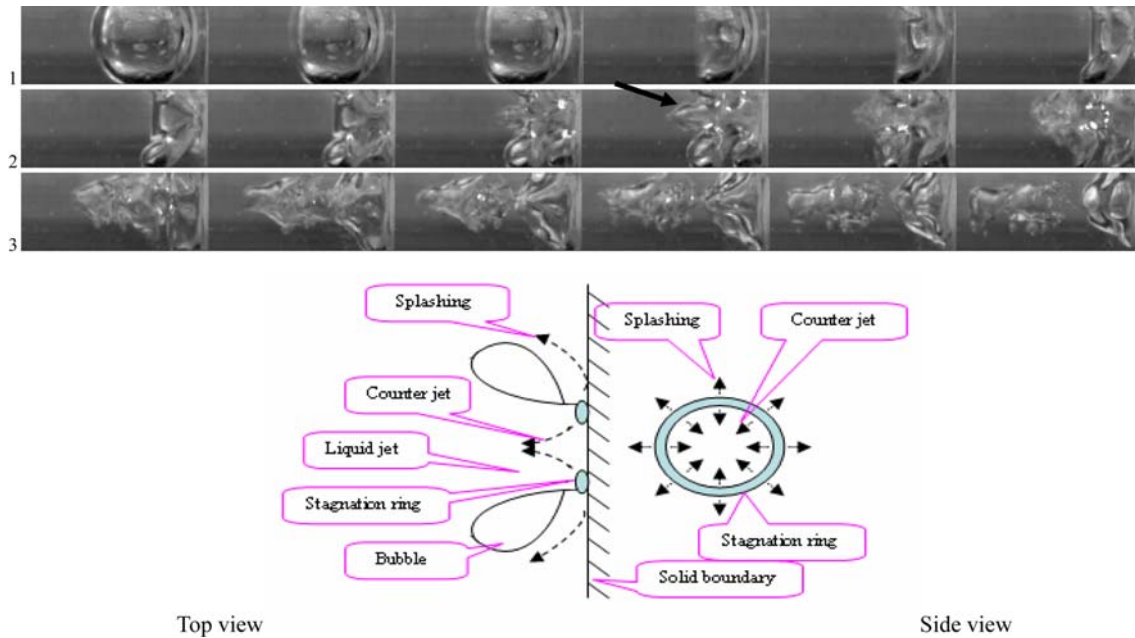 1
2
3
Splashing
Counter jet
Liquid jet
Stagnation ring
Bubble
Splashing
Counter jet
Stagnation ring
Solid boundary
Top view
Side view